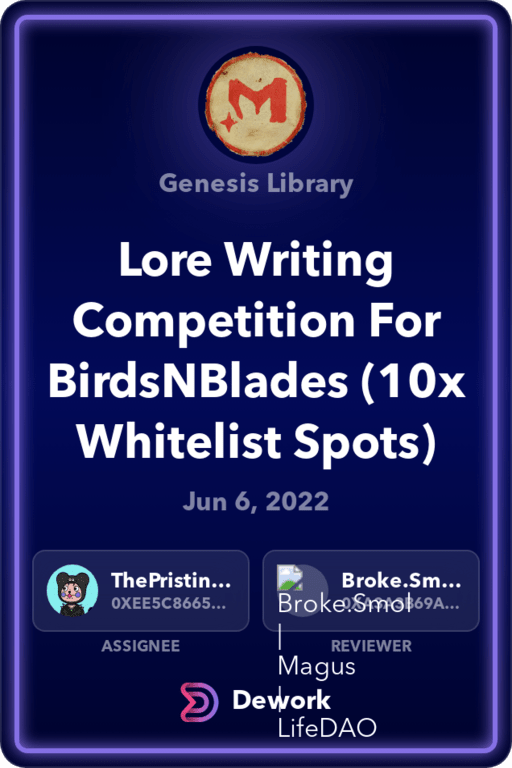 M
Genesis Library
Lore Writing
Competition For
BirdsNBlades (10x
Whitelist Spots)
Jun 6, 2022
ThePristin...
0XEE5C8665...
ASSIGNEE
Broke.Sm...
Broke.Smol
|
Magus
|
LifeDAO
REVIEWER
Dework